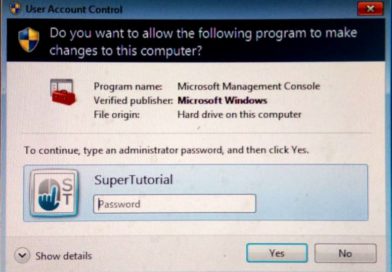 User Account Control
Do you want to allow the following program to make
changes to this computer?
Program name: Microsoft Management Console
Verified publisher: Microsoft Windows
File origin: Hard drive on this computer
To continue, type an administrator password, and then click Yes.
S
T
SuperTutorial
Password
Show details
Yes
No